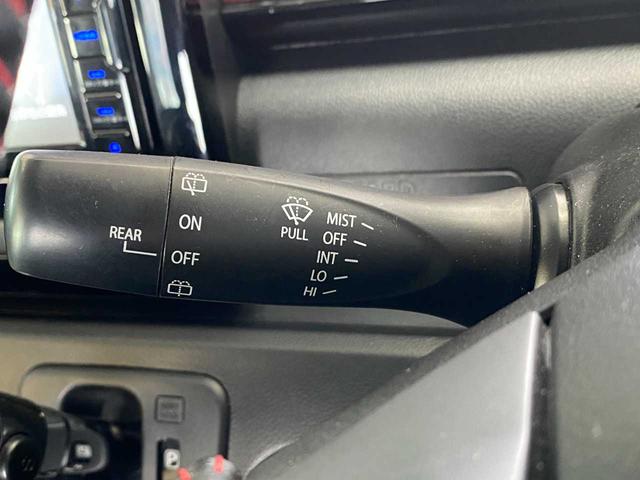 REAR
ON
OFF
PULL
MIST
OFF
INT
LO
HI
P